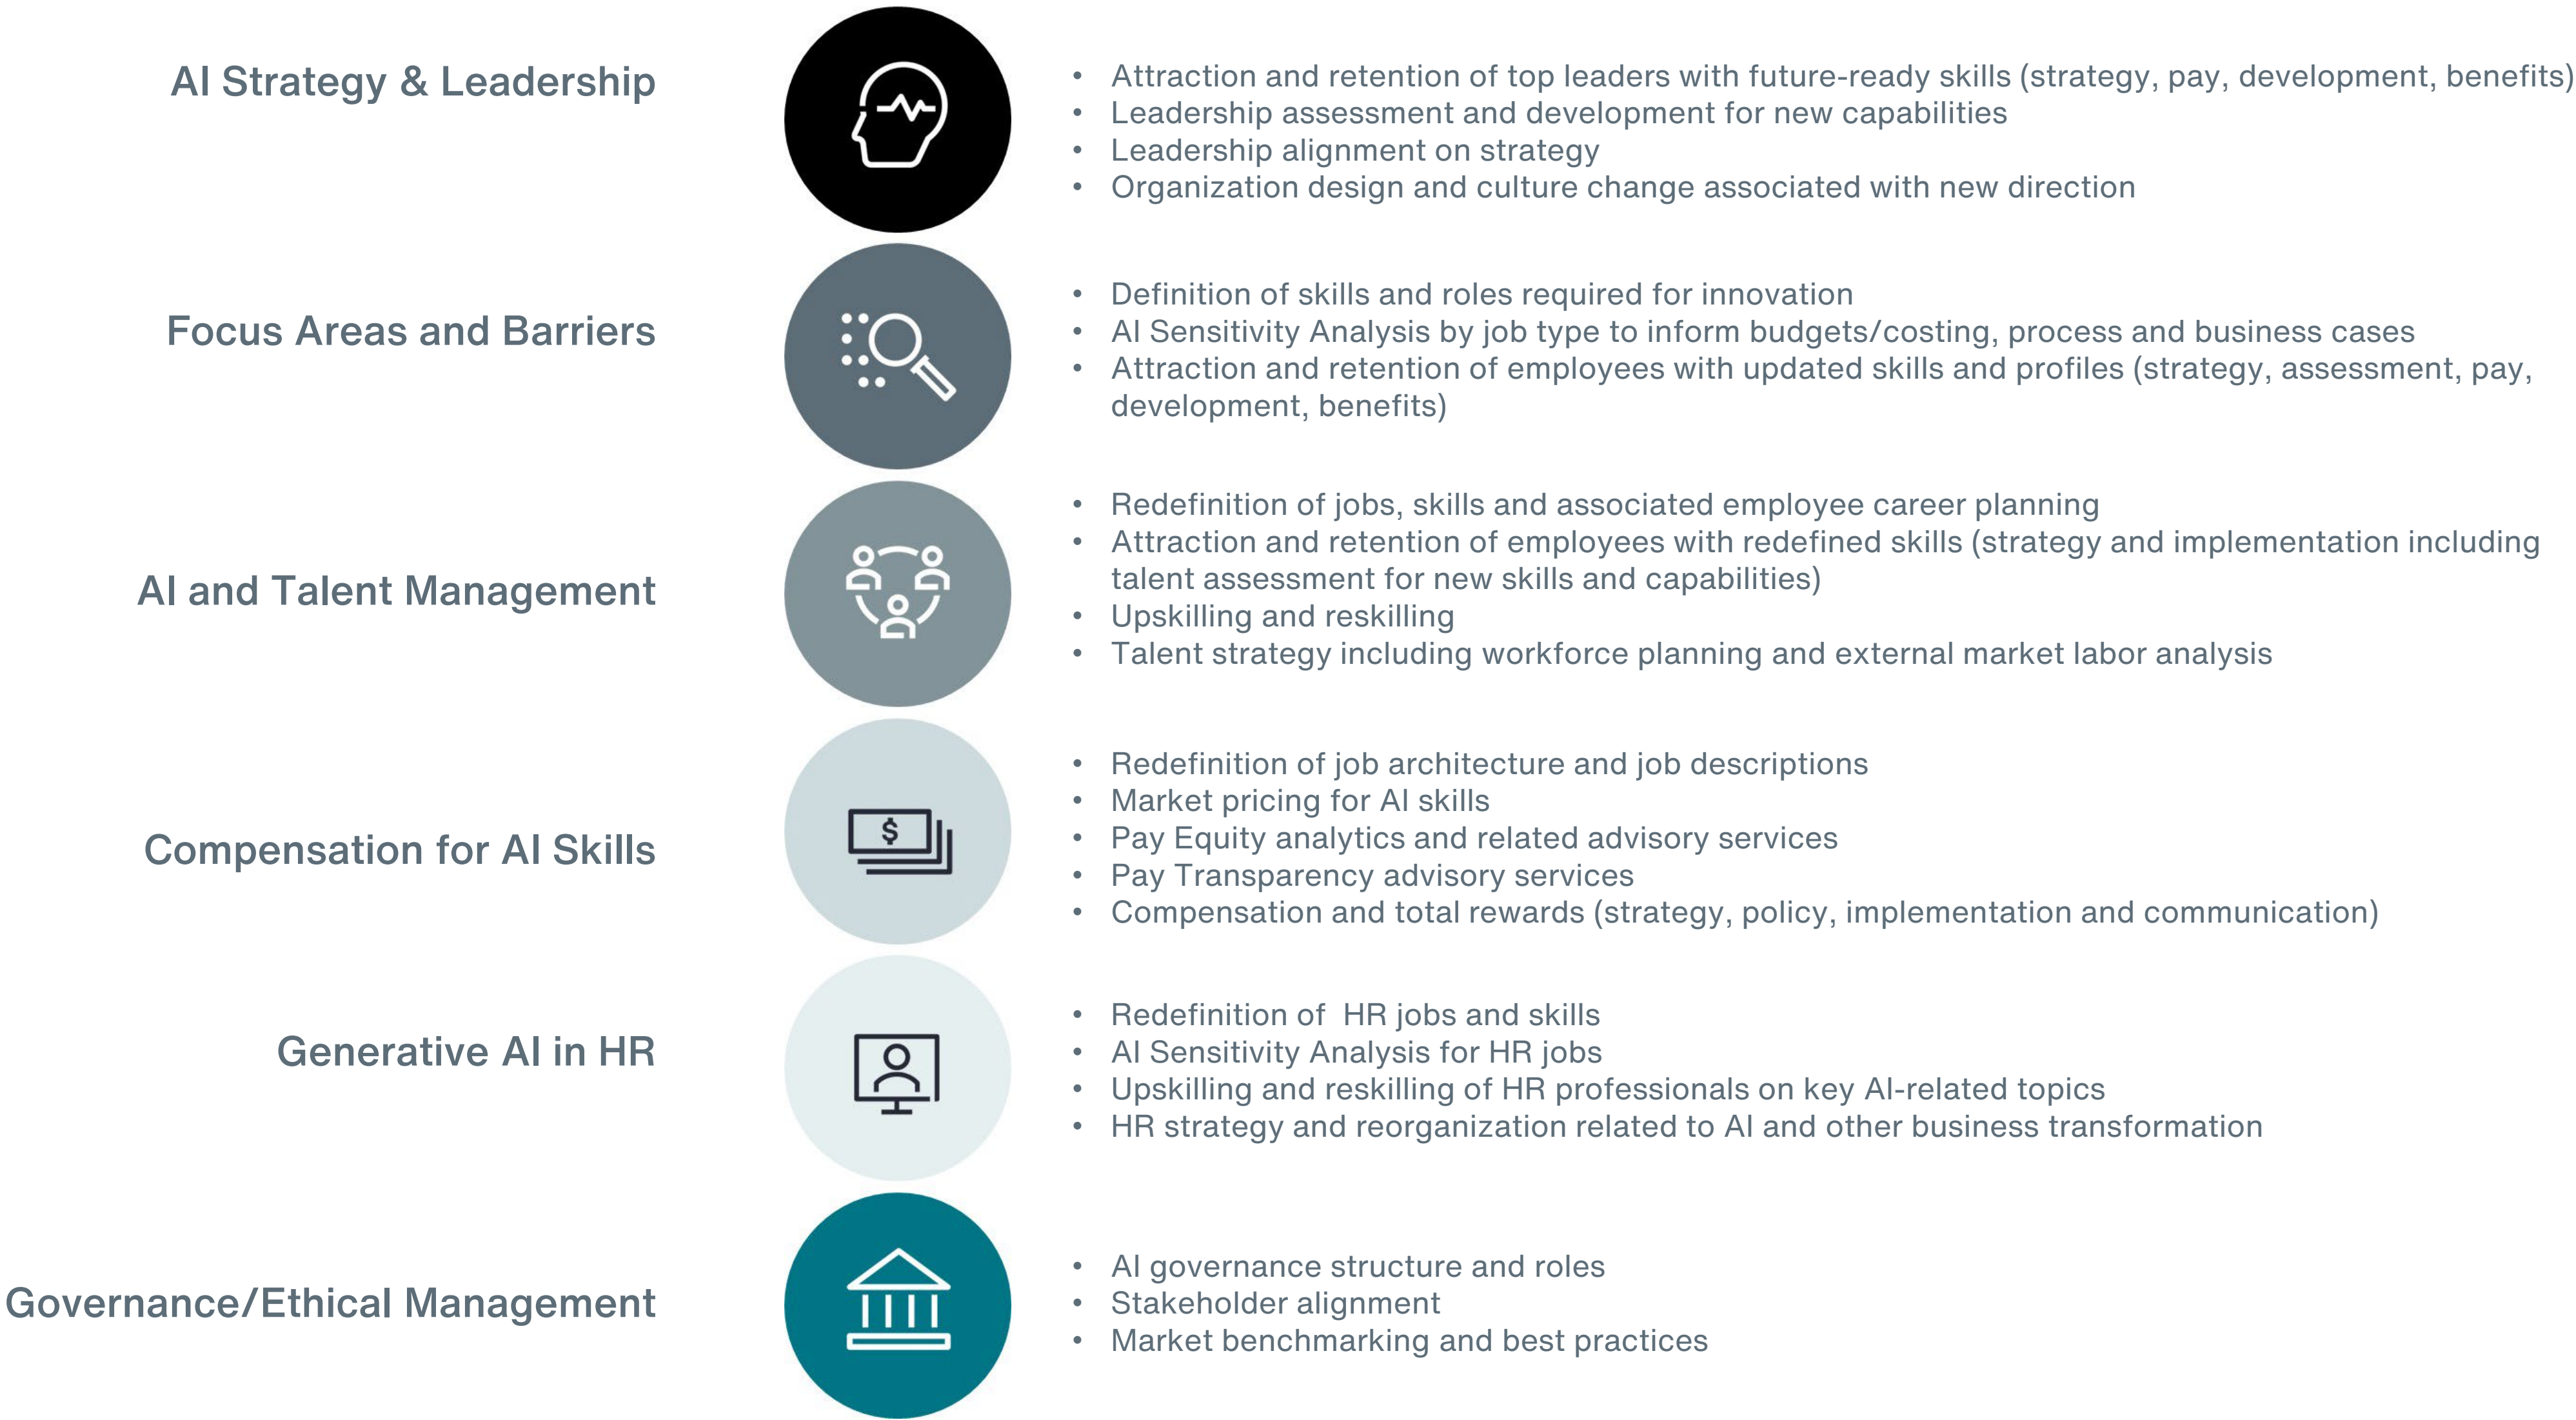 AI Strategy & Leadership
• Attraction and retention of top leaders with future-ready skills (strategy, pay, development, benefits)
• Leadership assessment and development for new capabilities
• Leadership alignment on strategy
• Organization design and culture change associated with new direction
Focus Areas and Barriers
• Definition of skills and roles required for innovation
• AI Sensitivity Analysis by job type to inform budgets/costing, process and business cases
• Attraction and retention of employees with updated skills and profiles (strategy, assessment, pay,
development, benefits)
AI and Talent Management
• Redefinition of jobs, skills and associated employee career planning
• Attraction and retention of employees with redefined skills (strategy and implementation including
talent assessment for new skills and capabilities)
• Upskilling and reskilling
• Talent strategy including workforce planning and external market labor analysis
Compensation for AI Skills
$
• Redefinition of job architecture and job descriptions
• Market pricing for AI skills
• Pay Equity analytics and related advisory services
• Pay Transparency advisory services
• Compensation and total rewards (strategy, policy, implementation and communication)
Generative AI in HR
• Redefinition of  HR jobs and skills
• AI Sensitivity Analysis for HR jobs
• Upskilling and reskilling of HR professionals on key AI-related topics
• HR strategy and reorganization related to AI and other business transformation
Governance/Ethical Management
• AI governance structure and roles
• Stakeholder alignment
• Market benchmarking and best practices